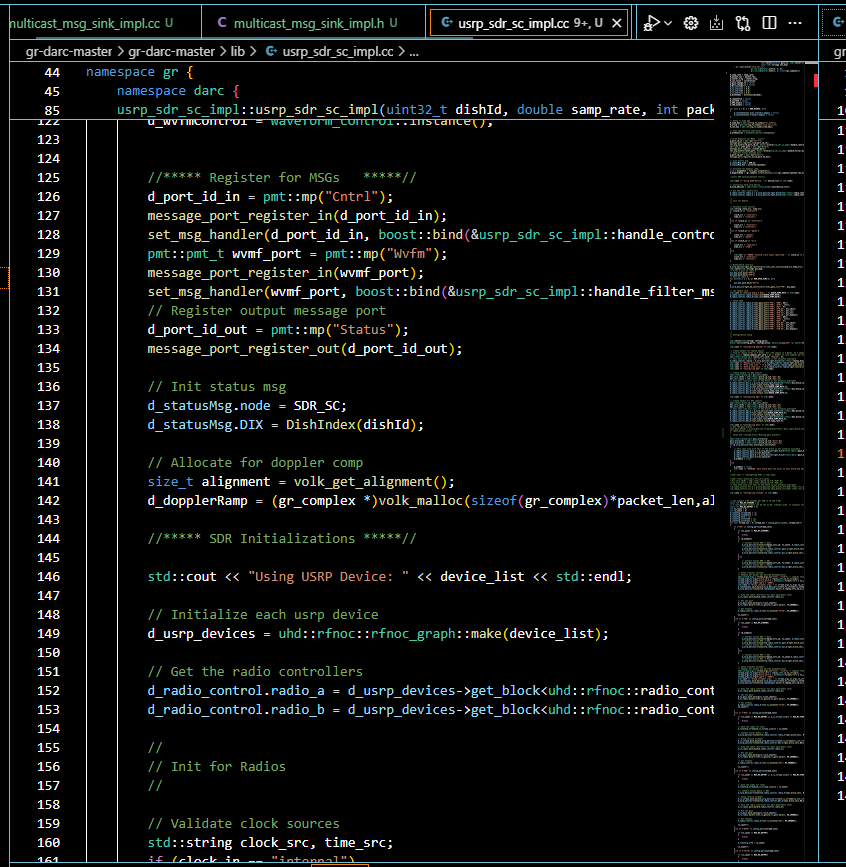 multicast_msg_sink_impl.cc U
C multicast_msg_sink_impl.h U
usrp_sdr_sc_impl.cc 9+, U
gr-darc-master > gr-darc-master > lib > usrp_sdr_sc_impl.cc > ...
44 namespace gr {
45 namespace darc {
85 usrp_sdr_sc_impl::usrp_sdr_sc_impl(uint32_t dishId, double samp_rate, int pack
122 d_wvfmControl = waveform_control::instance();
123
124
125 //***** Register for MSGs *****//
126 d_port_id_in = pmt::mp("Cntrl");
127 message_port_register_in(d_port_id_in);
128 set_msg_handler(d_port_id_in, boost::bind(&usrp_sdr_sc_impl::handle_contro
129 pmt::pmt_t wvmf_port = pmt::mp("Wvfm");
130 message_port_register_in(wvmf_port);
131 set_msg_handler(wvmf_port, boost::bind(&usrp_sdr_sc_impl::handle_filter_ms
132 // Register output message port
133 d_port_id_out = pmt::mp("Status");
134 message_port_register_out(d_port_id_out);
135
136 // Init status msg
137 d_statusMsg.node = SDR_SC;
138 d_statusMsg.DIX = DishIndex(dishId);
139
140 // Allocate for doppler comp
141 size_t alignment = volk_get_alignment();
142 d_dopplerRamp = (gr_complex *)volk_malloc(sizeof(gr_complex)*packet_len,al
143
144 //***** SDR Initializations *****//
145
146 std::cout << "Using USRP Device: " << device_list << std::endl;
147
148 // Initialize each usrp device
149 d_usrp_devices = uhd::rfnoc::rfnoc_graph::make(device_list);
150
151 // Get the radio controllers
152 d_radio_control.radio_a = d_usrp_devices->get_block<uhd::rfnoc::radio_cont
153 d_radio_control.radio_b = d_usrp_devices->get_block<uhd::rfnoc::radio_cont
154
155 //
156 // Init for Radios
157 //
158
159 // Validate clock sources
160 std::string clock_src, time_src;
161 if (clock_in == "internal")